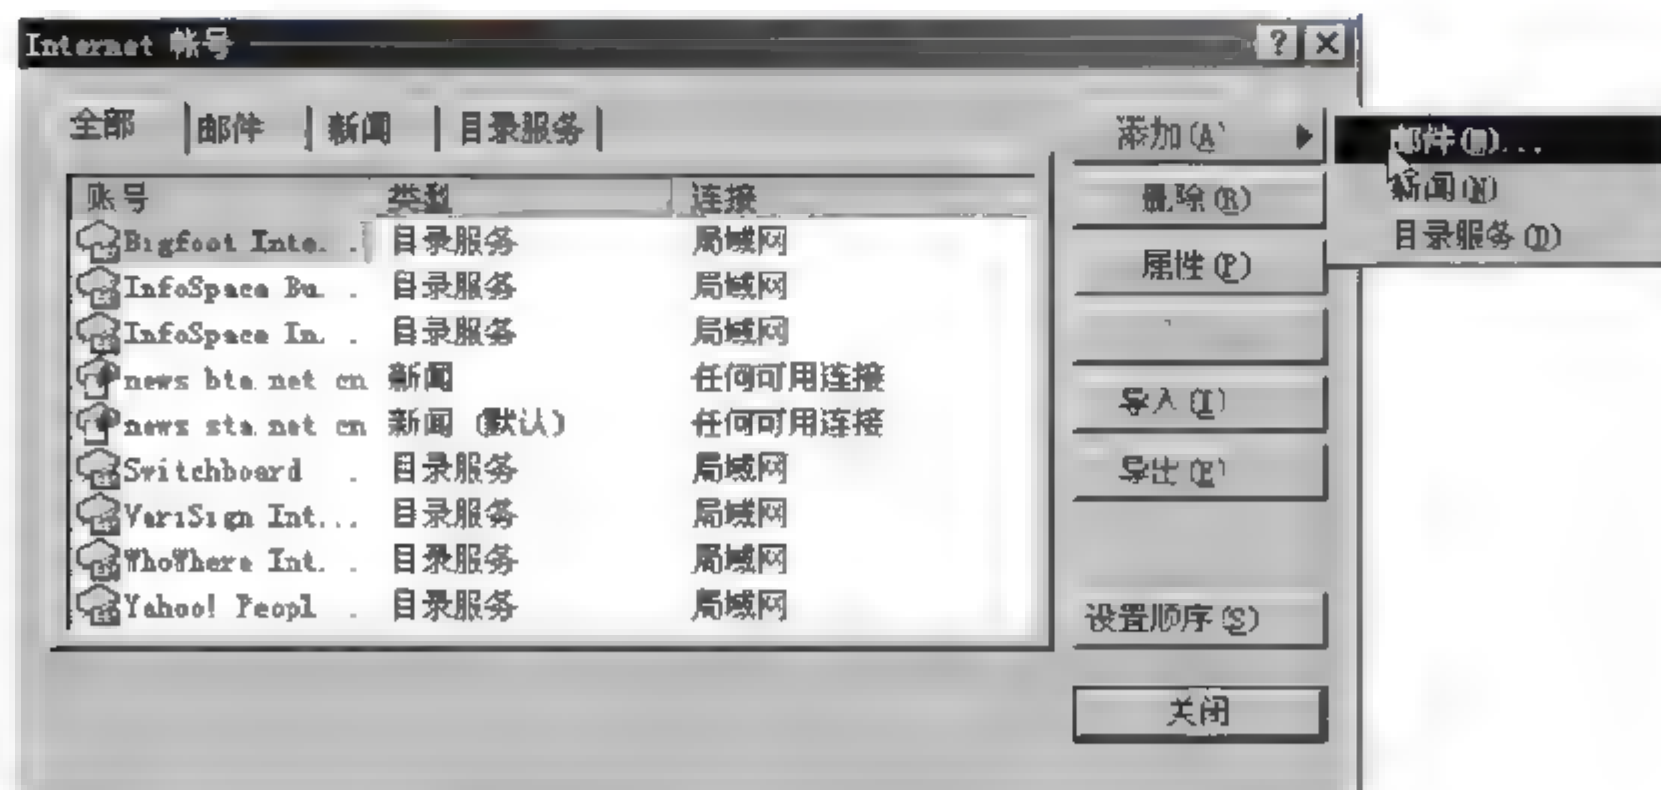 Internet 帐号
全部 邮件 新闻 目录服务
账号 类型 连接
Bigfoot Inte... 目录服务 局域网
InfoSpace Bu... 目录服务 局域网
InfoSpace In... 目录服务 局域网
news.bta.net.cn 新闻 任何可用连接
news.sta.net.cn 新闻 (默认) 任何可用连接
Switchboard ... 目录服务 局域网
VeriSign Int... 目录服务 局域网
WhoWhere Int... 目录服务 局域网
Yahoo! Peopl... 目录服务 局域网
添加(A)
删除(R)
属性(P)
导入(I)
导出(E)
设置顺序(S)
关闭
邮件(M)...
新闻(N)
目录服务(D)